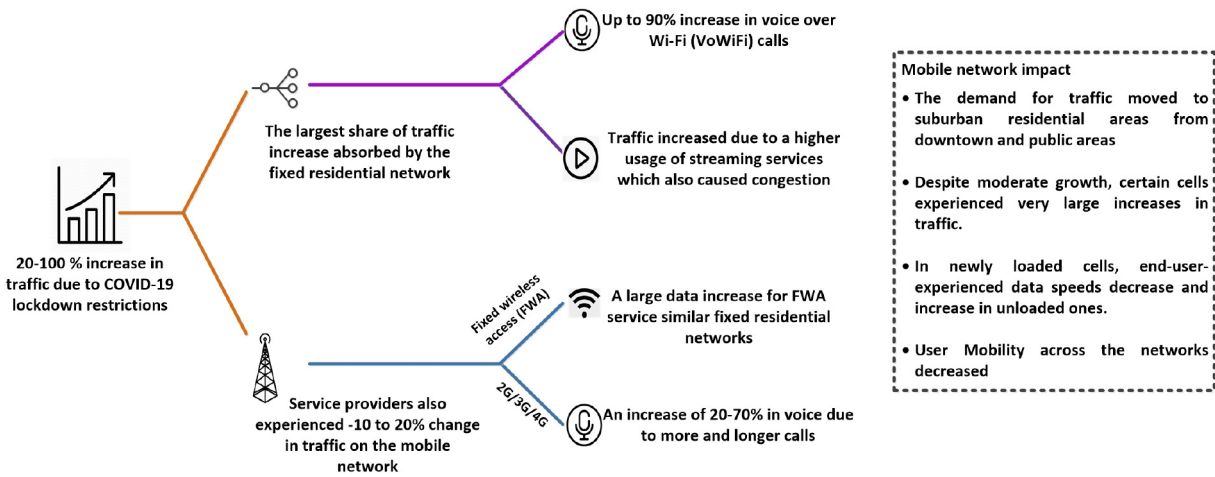 20-100 % increase in
traffic due to COVID-19
lockdown restrictions
The largest share of traffic
increase absorbed by the
fixed residential network
Up to 90% increase in voice over
Wi-Fi (VoWiFi) calls
Traffic increased due to a higher
usage of streaming services
which also caused congestion
Service providers also
experienced -10 to 20% change
in traffic on the mobile
network
Fixed wireless
access (FWA)
A large data increase for FWA
service similar fixed residential
networks
2G/3G/4G
An increase of 20-70% in voice due
to more and longer calls
Mobile network impact
• The demand for traffic moved to
suburban residential areas from
downtown and public areas
• Despite moderate growth, certain cells
experienced very large increases in
traffic.
• In newly loaded cells, end-user-
experienced data speeds decrease and
increase in unloaded ones.
• User Mobility across the networks
decreased